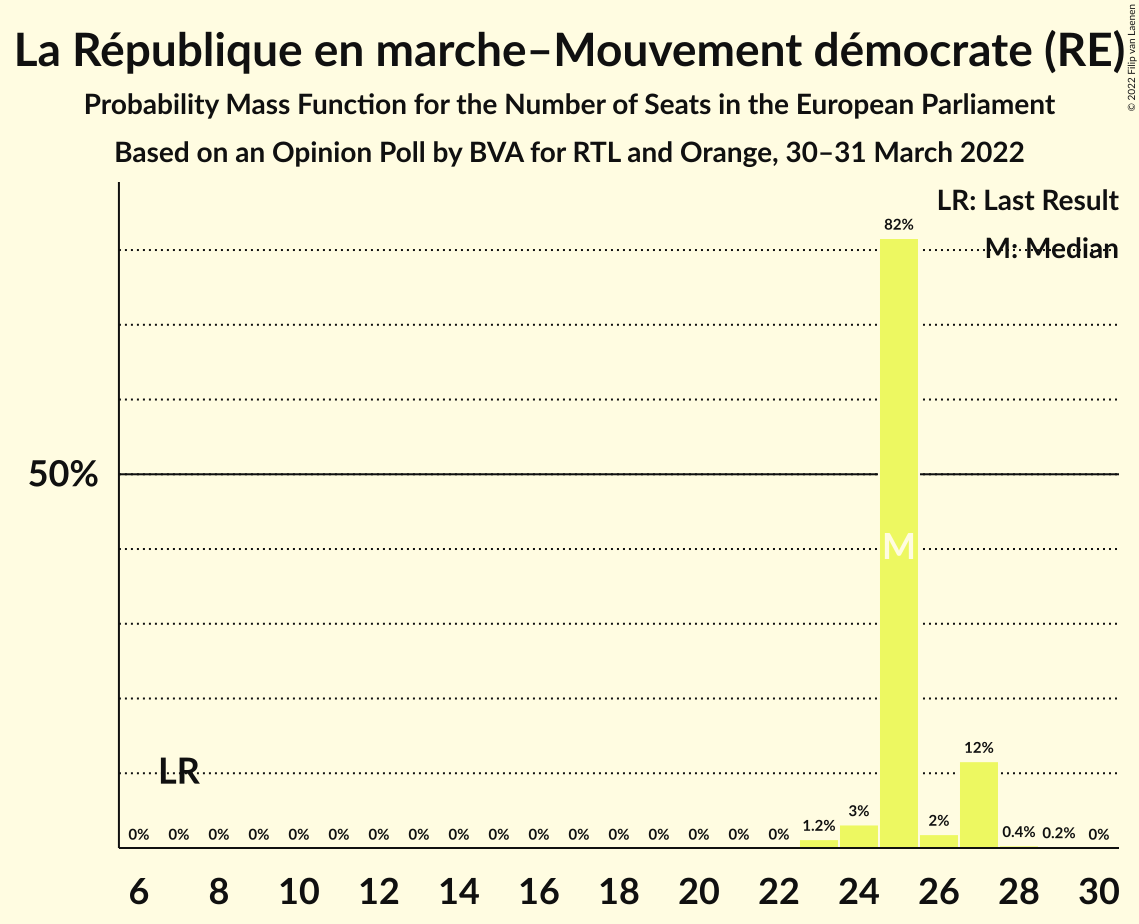 La République en marche–Mouvement démocrate (RE)
Probability Mass Function for the Number of Seats in the European Parliament
Based on an Opinion Poll by BVA for RTL and Orange, 30–31 March 2022
© 2022 Filip van Laenen
LR: Last Result
M: Median
82%
50%
M
12%
LR
3%
2%
0% 0% 0% 0% 0% 0% 0% 0% 0% 0% 0% 0% 0% 0% 0% 0% 0% 1.2% 0.4% 0.2% 0%
6 8 10 12 14 16 18 20 22 24 26 28 30